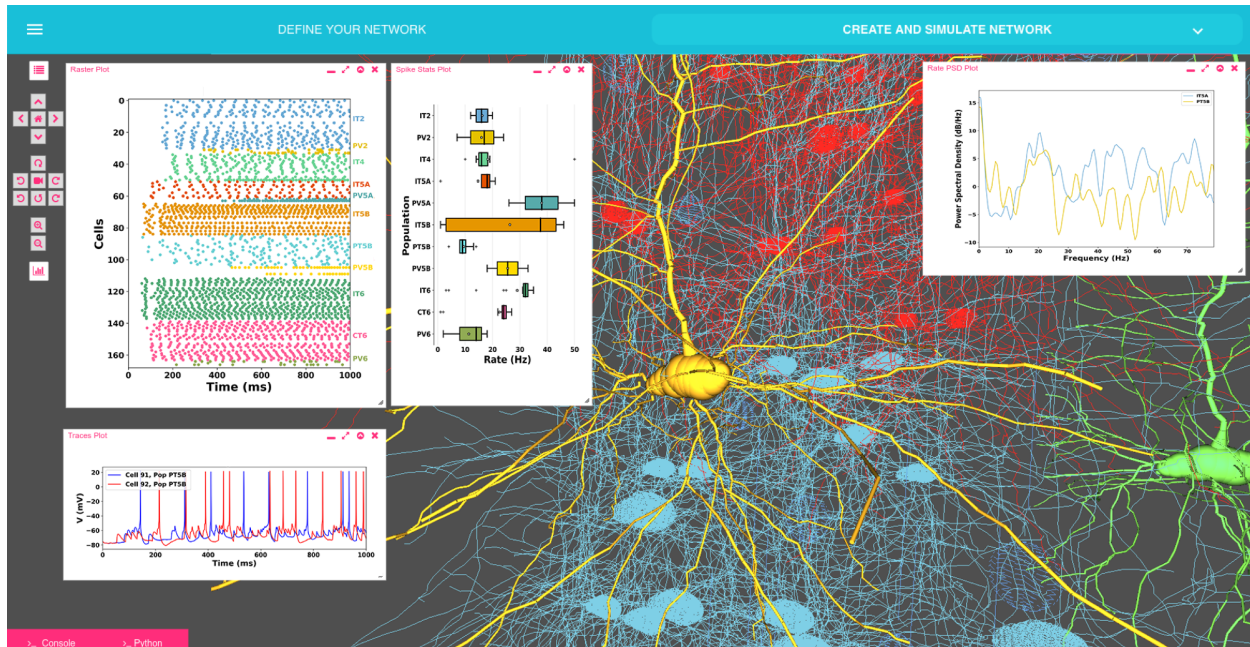 DEFINE YOUR NETWORK
CREATE AND SIMULATE NETWORK
Raster Plot
0
20
40
60
80
100
120
140
160
Cells
IT2
PV2
IT4
IT5A
PV5A
IT5B
PT5B
PV5B
IT6
CT6
PV6
0 200 400 600 800 1000
Time (ms)
Spike Stats Plot
Population
IT2
PV2
IT4
IT5A
PV5A
IT5B
PT5B
PV5B
IT6
CT6
PV6
0 10 20 30 40 50
Rate (Hz)
Rate PSD Plot
IT5A
PT5B
Power Spectral Density (dB/Hz)
15
10
5
0
−5
−10
0 10 20 30 40 50 60 70
Frequency (Hz)
Traces Plot
Cell 91, Pop PT5B
Cell 92, Pop PT5B
V (mV)
20
0
−20
−40
−60
−80
0 200 400 600 800 1000
Time (ms)
>_ Console
>_ Python